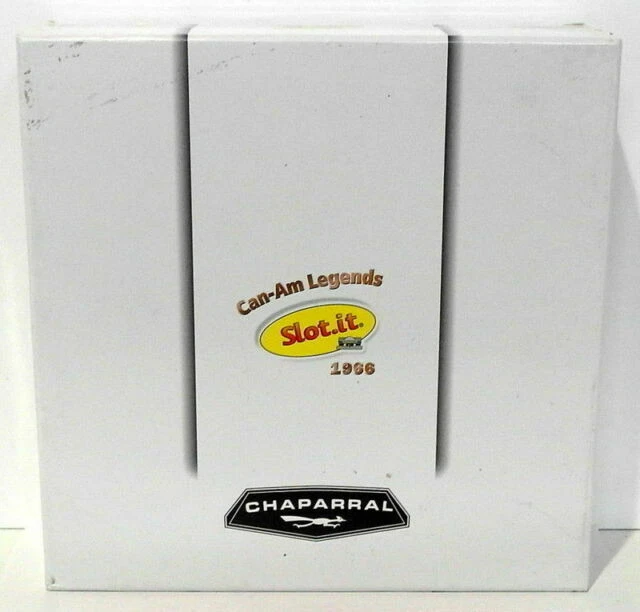 Can-Am Legends
Slot.it®
1966
CHAPARRAL